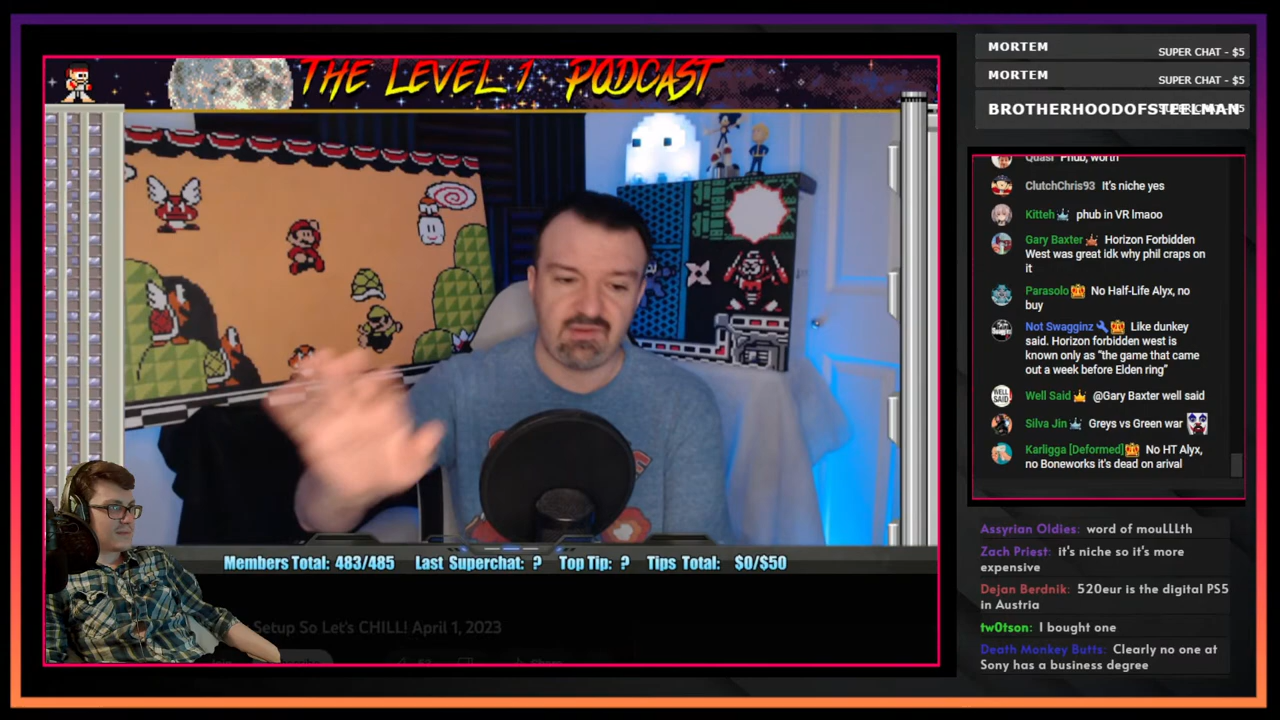 THE LEVEL 1 PODCAST
Members Total: 483/485 Last Superchat: ? Top Tip: ? Tips Total: $0/$50
Setup So Let's CHILL! April 1, 2023
Share
MORTEM SUPER CHAT - $5
MORTEM SUPER CHAT - $5
BROTHERHOODOFSTEELMAN
Quasi Phub, worth
ClutchChris93 It's niche yes
Kitteh phub in VR lmaoo
Gary Baxter Horizon Forbidden
West was great idk why phil craps on
it
Parasolo No Half-Life Alyx, no
buy
Not Swagginz Like dunkey
said. Horizon forbidden west is
known only as "the game that came
out a week before Elden ring"
WELL SAID
Well Said @Gary Baxter well said
Silva Jin Greys vs Green war
Karligga [Deformed] No HT Alyx,
no Boneworks it's dead on arival
Assyrian Oldies: word of mouLLLth
Zach Priest: it's niche so it's more
expensive
Dejan Berdnik: 520eur is the digital PS5
in Austria
tw0tson: I bought one
Death Monkey Butts: Clearly no one at
Sony has a business degree